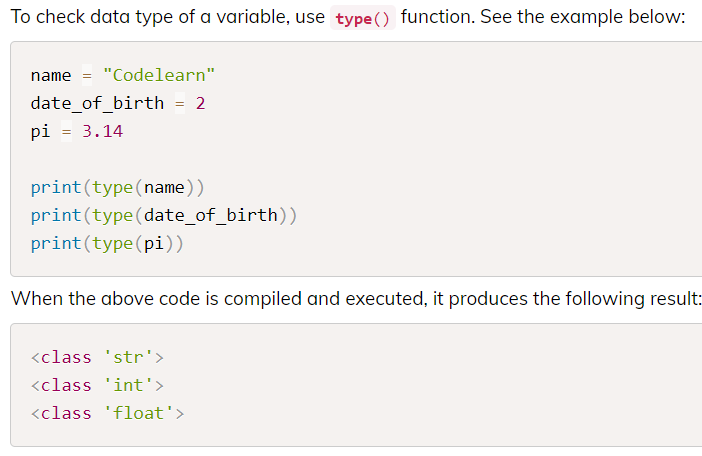 To check data type of a variable, use type() function. See the example below:
name = "Codelearn"
date_of_birth = 2
pi = 3.14
print(type(name))
print(type(date_of_birth))
print(type(pi))
When the above code is compiled and executed, it produces the following result:
<class 'str'>
<class 'int'>
<class 'float'>